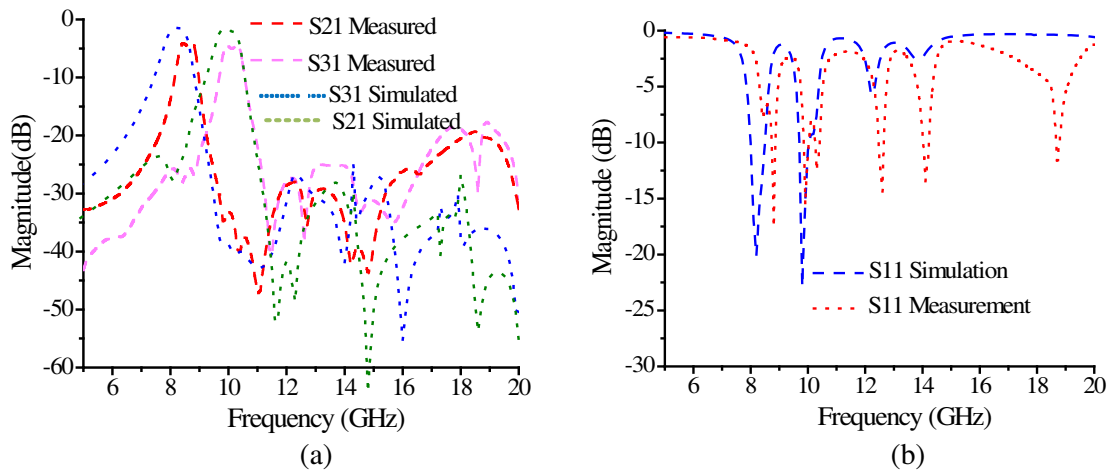 0
-10
-20
-30
-40
-50
-60
Magnitude(dB)
S21 Measured
S31 Measured
S31 Simulated
S21 Simulated
6 8 10 12 14 16 18 20
Frequency (GHz)
(a)
0
-5
-10
-15
-20
-25
-30
Magnitude (dB)
S11 Simulation
S11 Measurement
6 8 10 12 14 16 18 20
Frequency (GHz)
(b)